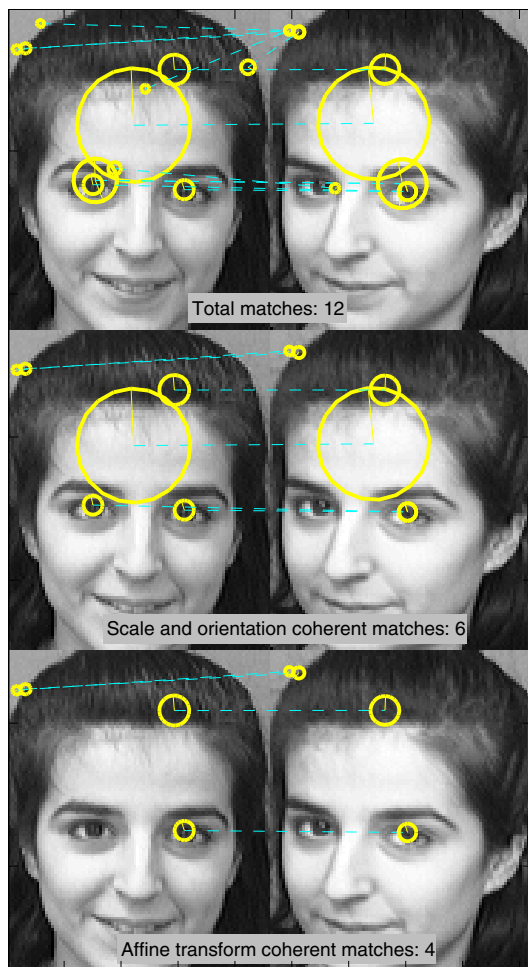 Total matches: 12
Scale and orientation coherent matches: 6
Affine transform coherent matches: 4